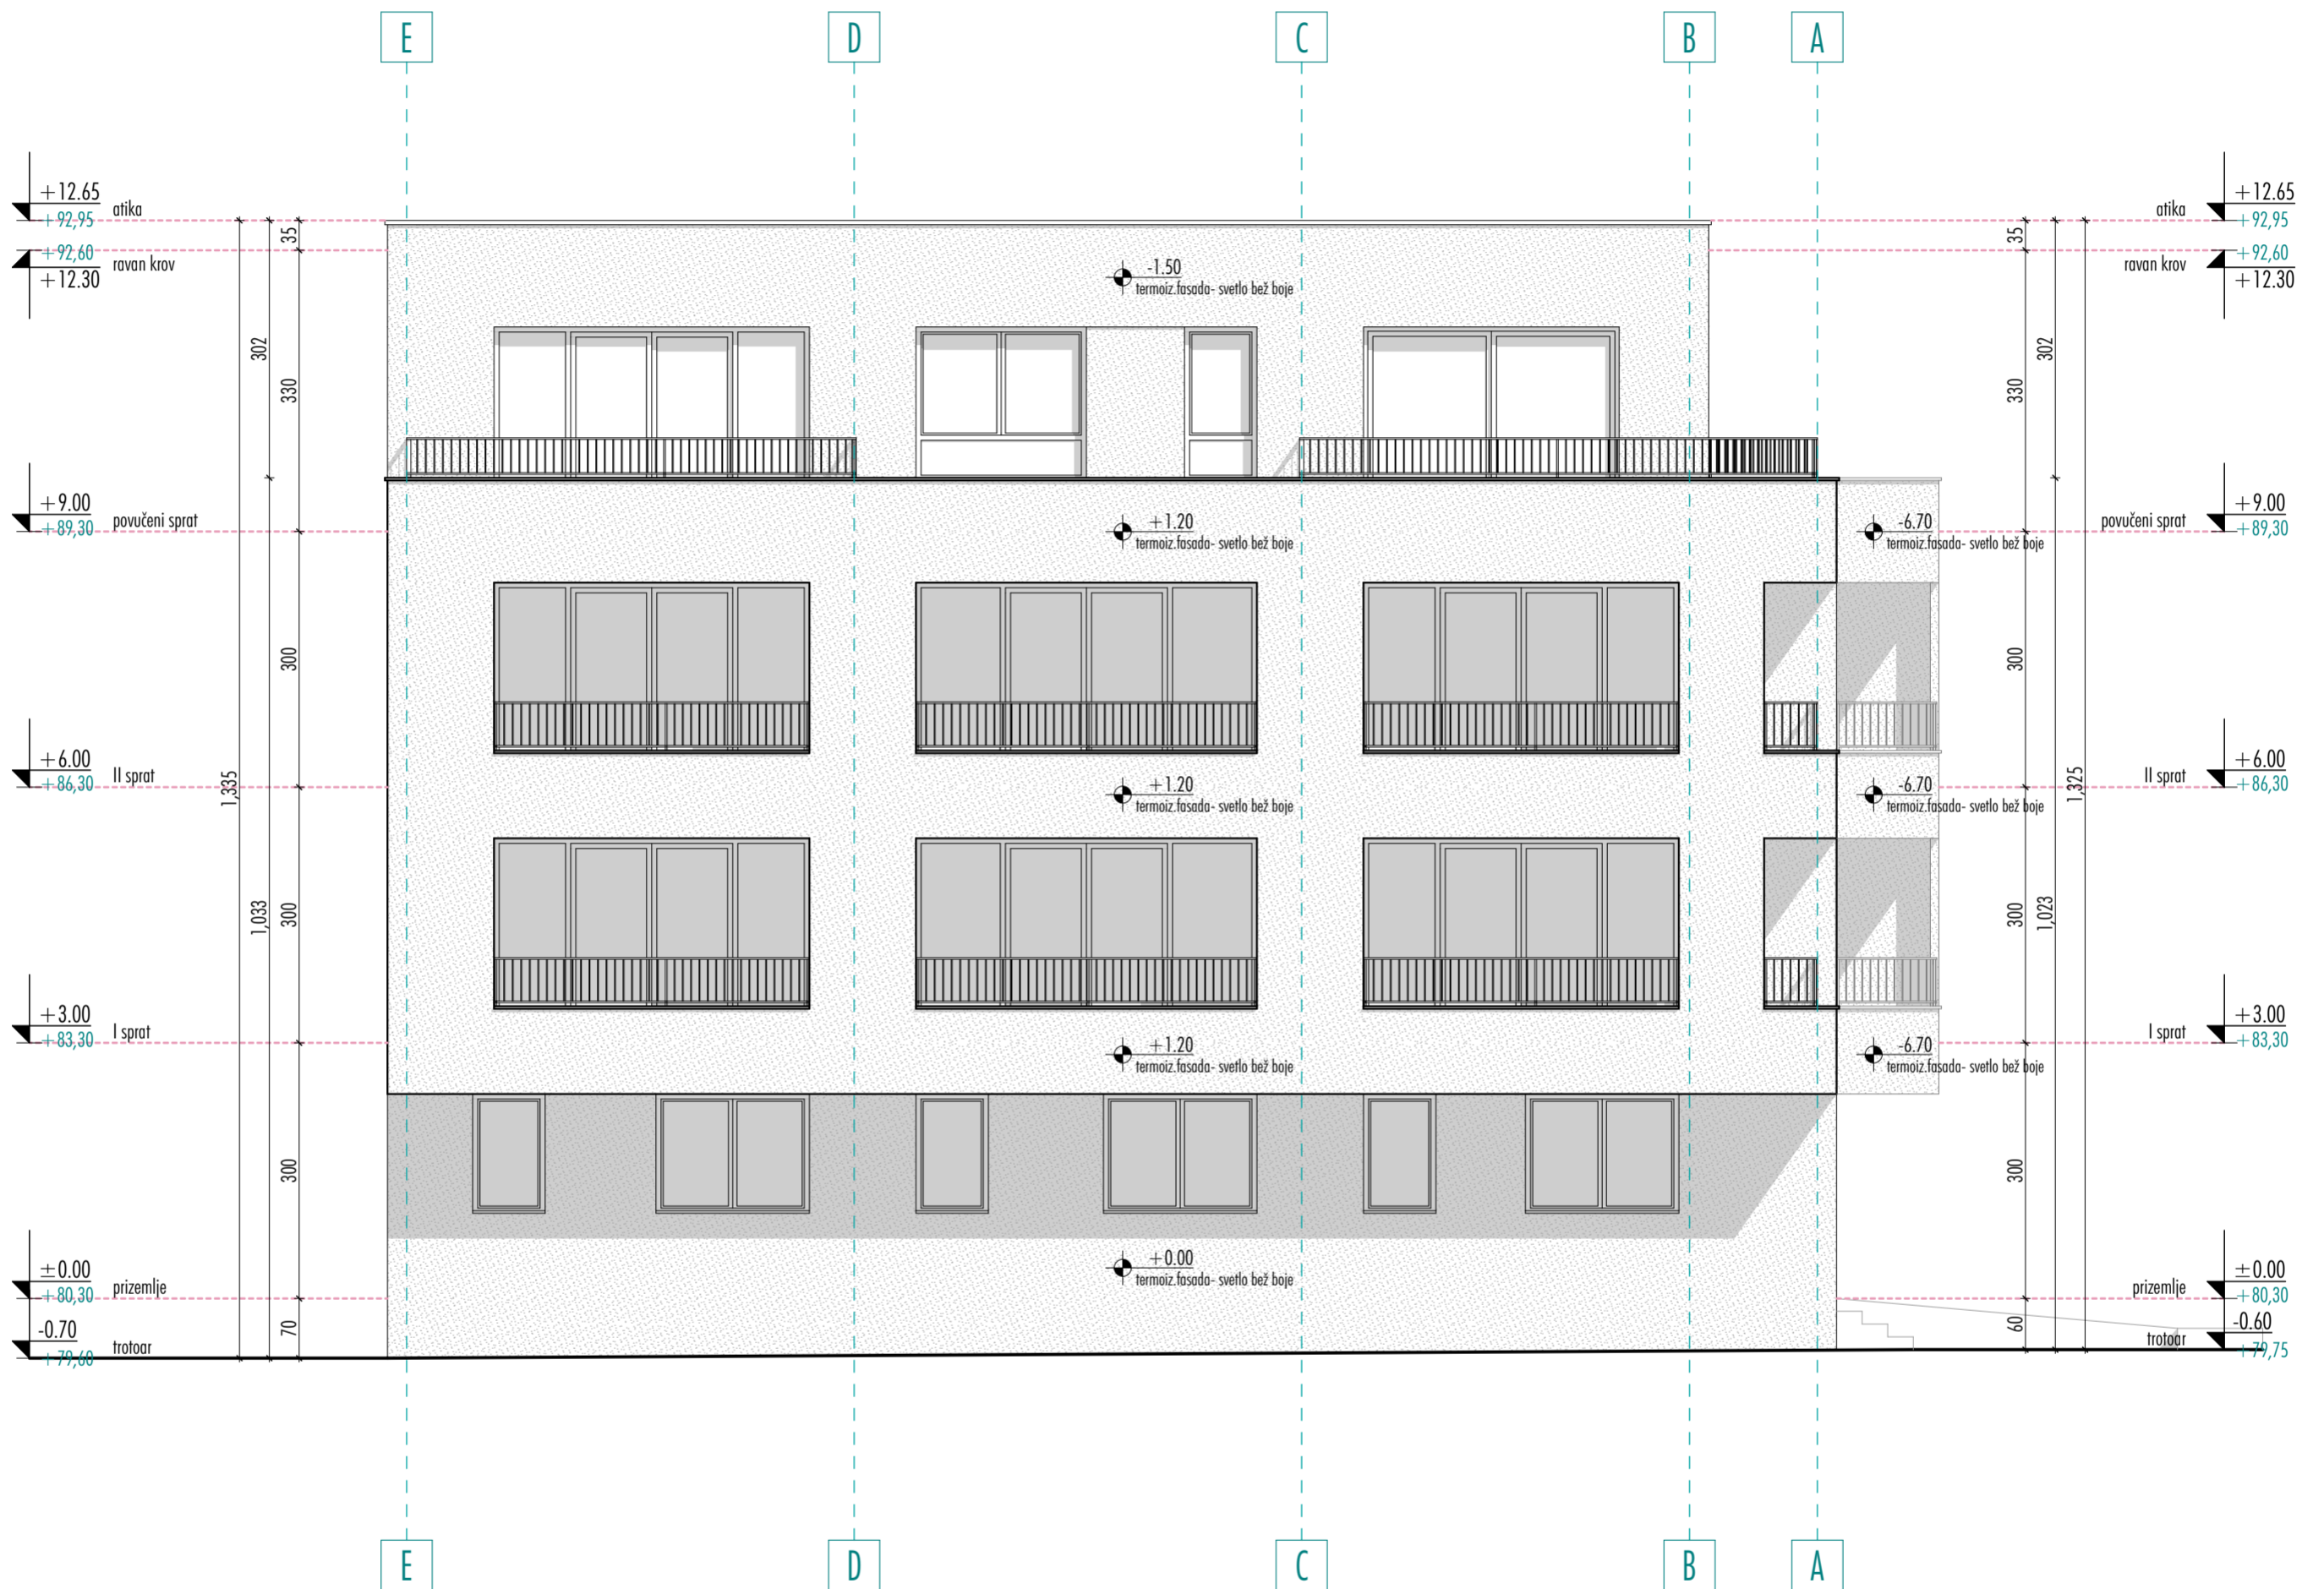 E D C B A
+12.65 atika
+92,95
+92,60
ravan krov
+12.30
35
302
330
+9.00 povučeni sprat
+89,30
300
+6.00 II sprat
+86,30
1,335
1,033
300
+3.00 I sprat
+83,30
300
±0.00 prizemlje
+80,30
-0.70 trotoar
+79,60
70
-1.50
termoiz.fasada- svetlo bež boje
+1.20
termoiz.fasada- svetlo bež boje
+1.20
termoiz.fasada- svetlo bež boje
+1.20
termoiz.fasada- svetlo bež boje
+0.00
termoiz.fasada- svetlo bež boje
-6.70
termoiz.fasada- svetlo bež boje
-6.70
termoiz.fasada- svetlo bež boje
-6.70
termoiz.fasada- svetlo bež boje
atika +12.65
+92,95
+92,60
ravan krov
+12.30
35
302
330
povučeni sprat +9.00
+89,30
300
II sprat +6.00
+86,30
1,325
1,023
300
I sprat +3.00
+83,30
300
prizemlje ±0.00
+80,30
60
trotoar -0.60
+79,75
E D C B A